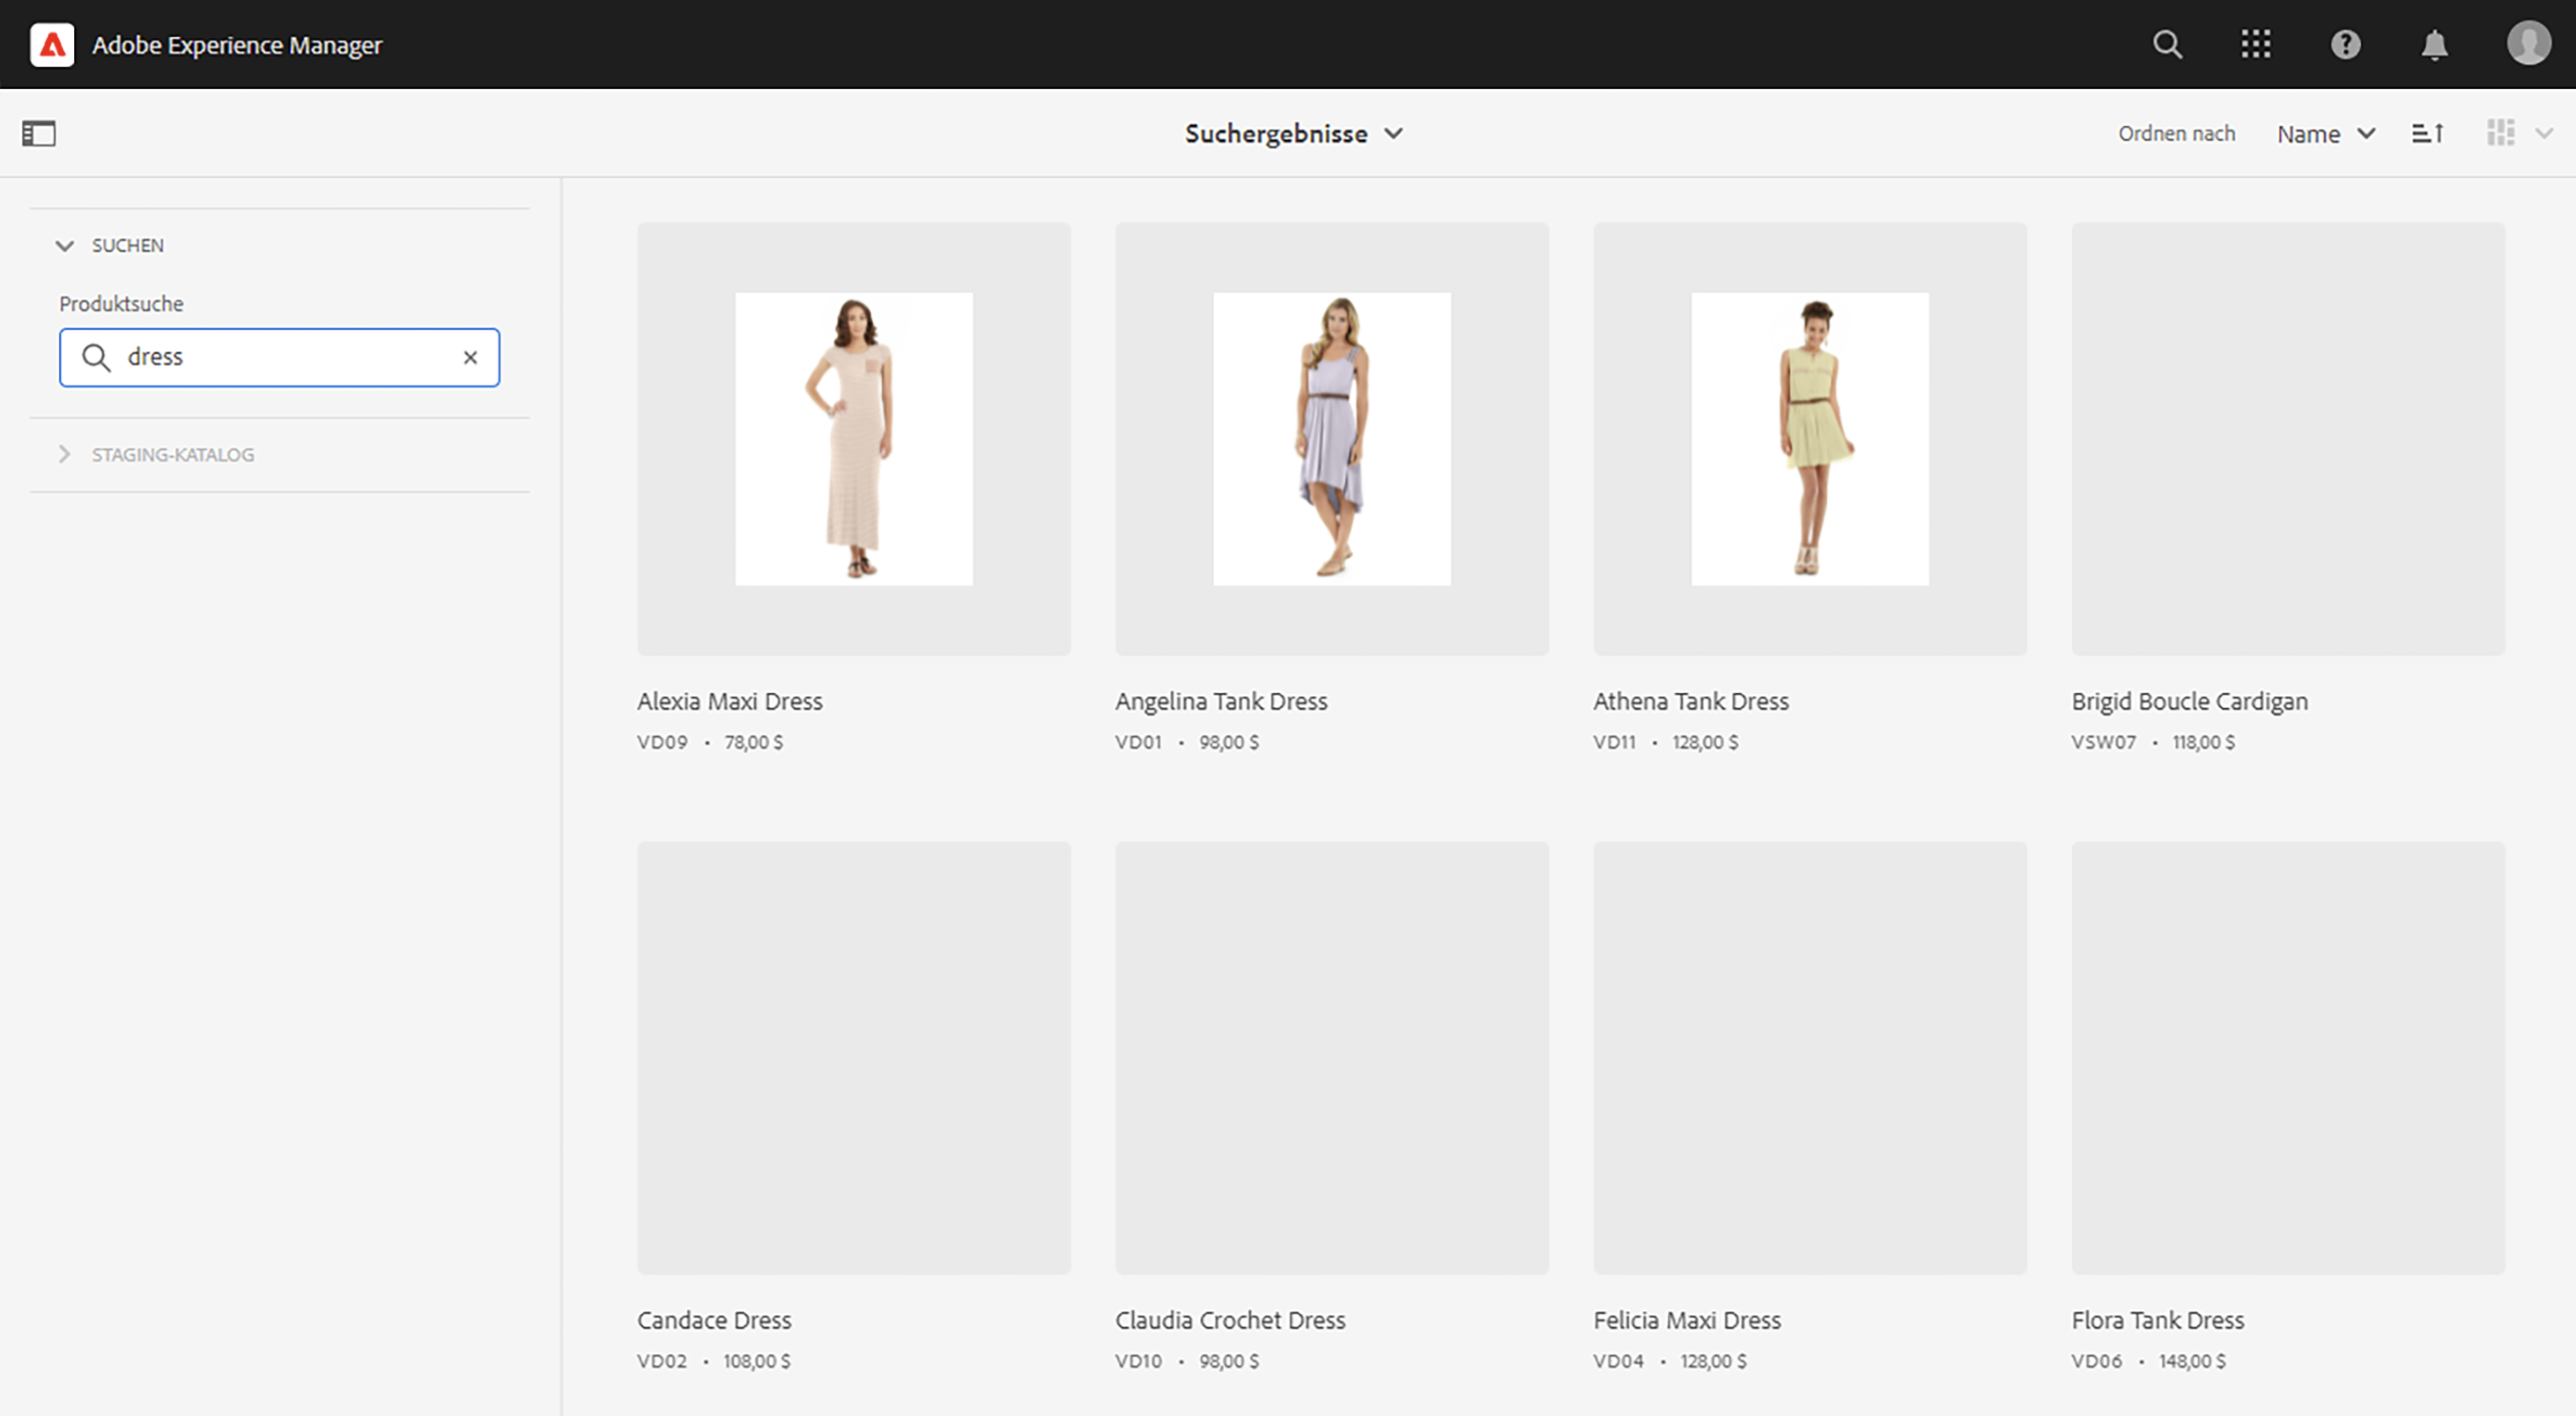 Adobe Experience Manager
Suchergebnisse
Ordnen nach
Name
SUCHEN
Produktsuche
dress
STAGING-KATALOG
Alexia Maxi Dress
VD09 • 78,00 $
Angelina Tank Dress
VD01 • 98,00 $
Athena Tank Dress
VD11 • 128,00 $
Brigid Boucle Cardigan
VSW07 • 118,00 $
Candace Dress
VD02 • 108,00 $
Claudia Crochet Dress
VD10 • 98,00 $
Felicia Maxi Dress
VD04 • 128,00 $
Flora Tank Dress
VD06 • 148,00 $